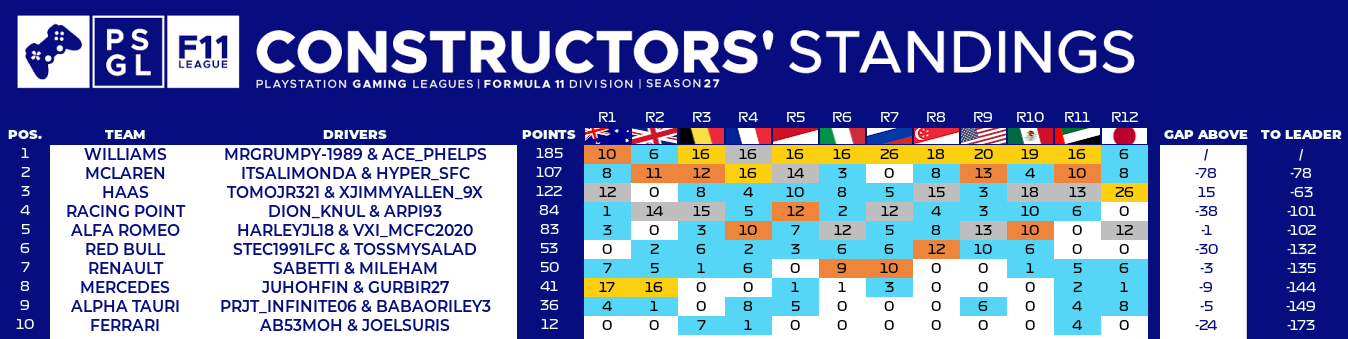 PS
GL
F11
LEAGUE
CONSTRUCTORS' STANDINGS
PLAYSTATION GAMING LEAGUES | FORMULA 11 DIVISION | SEASON 27
R1 R2 R3 R4 R5 R6 R7 R8 R9 R10 R11 R12
POS. TEAM DRIVERS POINTS GAP ABOVE TO LEADER
1 WILLIAMS MRGRUMPY-1989 & ACE_PHELPS 185 10 6 16 16 16 16 26 18 20 19 16 6 / /
2 MCLAREN ITSALIMONDA & HYPER_SFC 107 8 11 12 16 14 3 0 8 13 4 10 8 -78 -78
3 HAAS TOMOJR321 & XJIMMYALLEN_9X 122 12 0 8 4 10 8 5 15 3 18 13 26 15 -63
4 RACING POINT DION_KNUL & ARPI93 84 1 14 15 5 12 2 12 4 3 10 6 0 -38 -101
5 ALFA ROMEO HARLEYJL18 & VXI_MCFC2020 83 3 0 3 10 7 12 5 8 13 10 0 12 -1 -102
6 RED BULL STEC1991LFC & TOSSMYSALAD 53 0 2 6 2 3 6 6 12 10 6 0 0 -30 -132
7 RENAULT SABETTI & MILEHAM 50 7 5 1 6 0 9 10 0 0 1 5 6 -3 -135
8 MERCEDES JUHOHFIN & GURBIR27 41 17 16 0 0 1 1 3 0 0 0 2 1 -9 -144
9 ALPHA TAURI PRJT_INFINITE06 & BABAORILEY3 36 4 1 0 8 5 0 0 0 6 0 4 8 -5 -149
10 FERRARI AB53MOH & JOELSURIS 12 0 0 7 1 0 0 0 0 0 0 4 0 -24 -173